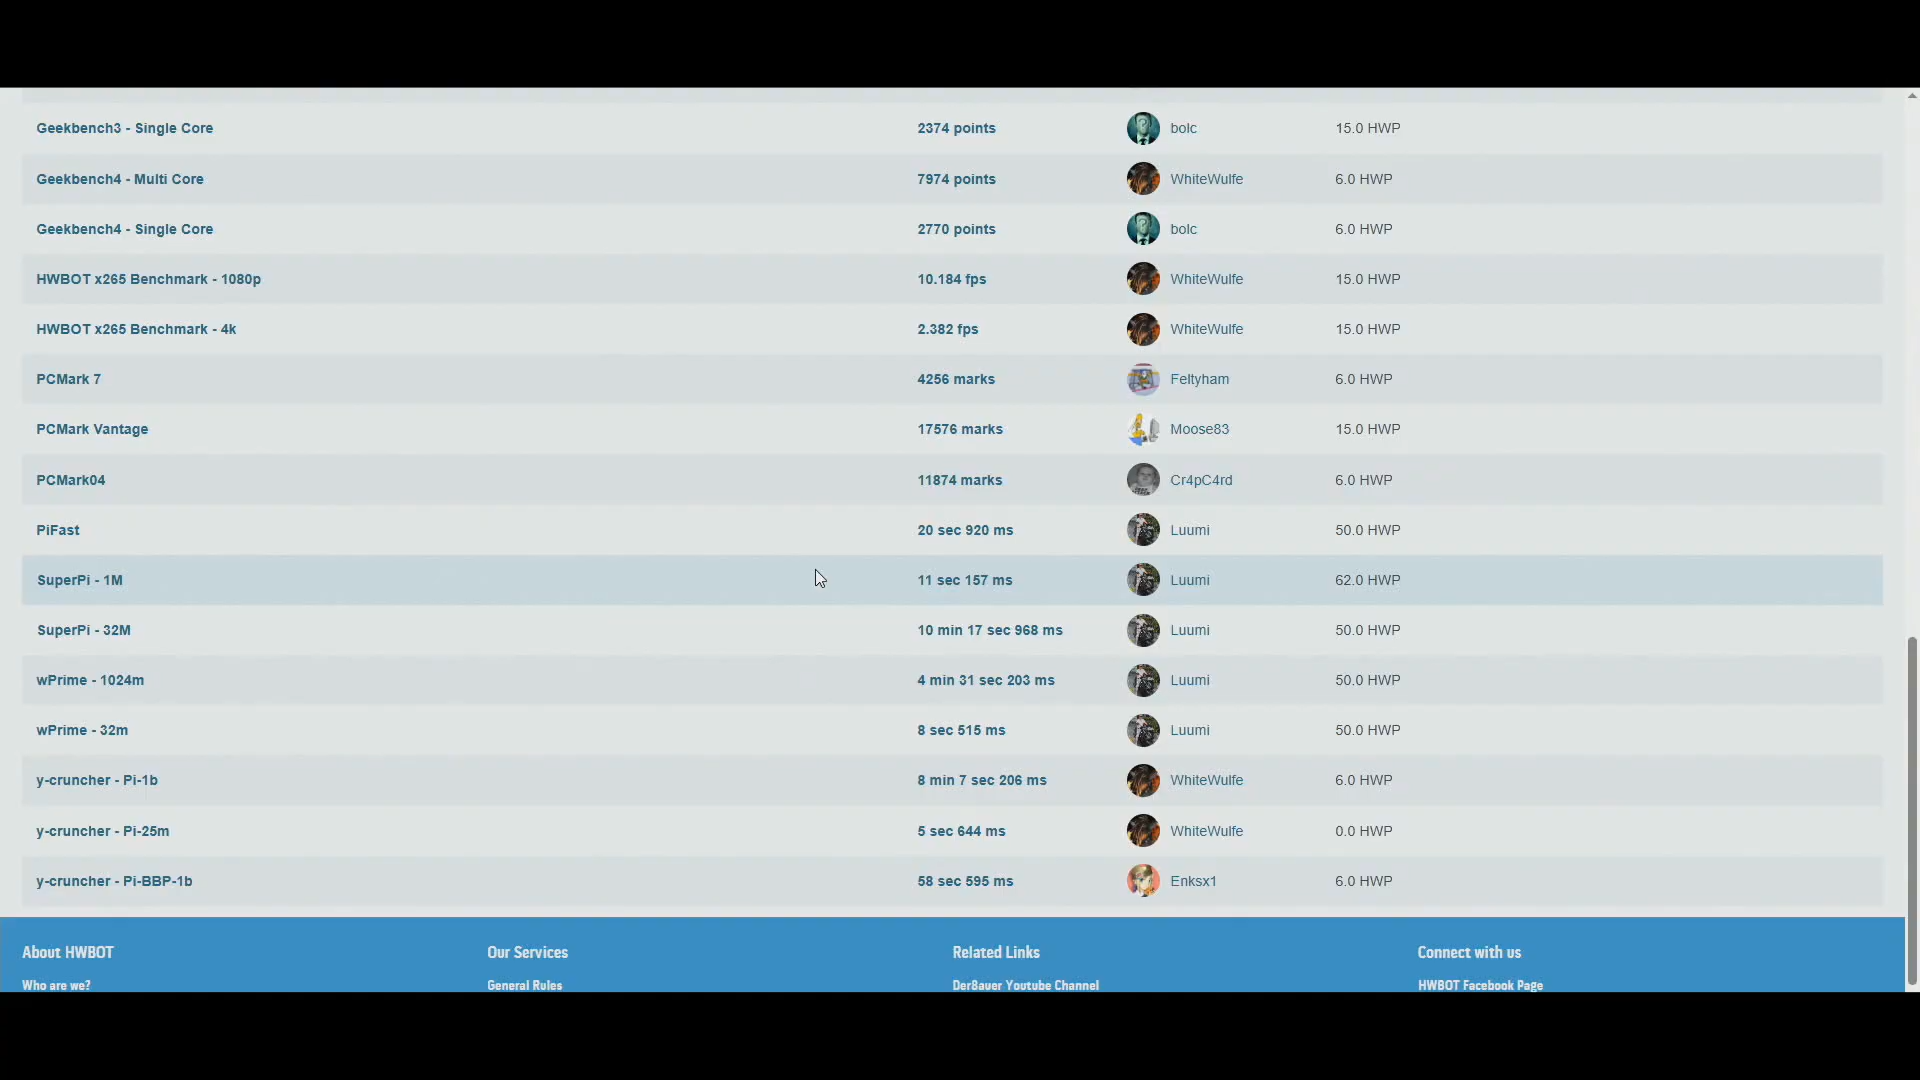 Geekbench3 - Single Core 2374 points bolc 15.0 HWP
Geekbench4 - Multi Core 7974 points WhiteWulfe 6.0 HWP
Geekbench4 - Single Core 2770 points bolc 6.0 HWP
HWBOT x265 Benchmark - 1080p 10.184 fps WhiteWulfe 15.0 HWP
HWBOT x265 Benchmark - 4k 2.382 fps WhiteWulfe 15.0 HWP
PCMark 7 4256 marks Feltyham 6.0 HWP
PCMark Vantage 17576 marks Moose83 15.0 HWP
PCMark04 11874 marks Cr4pC4rd 6.0 HWP
PiFast 20 sec 920 ms Luumi 50.0 HWP
SuperPi - 1M 11 sec 157 ms Luumi 62.0 HWP
SuperPi - 32M 10 min 17 sec 968 ms Luumi 50.0 HWP
wPrime - 1024m 4 min 31 sec 203 ms Luumi 50.0 HWP
wPrime - 32m 8 sec 515 ms Luumi 50.0 HWP
y-cruncher - Pi-1b 8 min 7 sec 206 ms WhiteWulfe 6.0 HWP
y-cruncher - Pi-25m 5 sec 644 ms WhiteWulfe 0.0 HWP
y-cruncher - Pi-BBP-1b 58 sec 595 ms Enksx1 6.0 HWP
About HWBOT Our Services Related Links Connect with us
Who are we? General Rules Der8auer Youtube Channel HWBOT Facebook Page